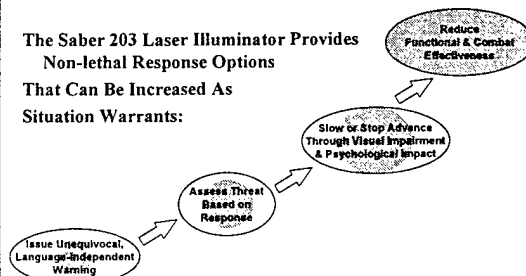 The Saber 203 Laser Illuminator Provides
Non-lethal Response Options
That Can Be Increased As
Situation Warrants:
Issue Unequivocal,
Language-Independent
Warning
Assess Threat
Based on
Response
Slow or Stop Advance
Through Visual Impairment
& Psychological Impact
Reduce
Functional & Combat
Effectiveness